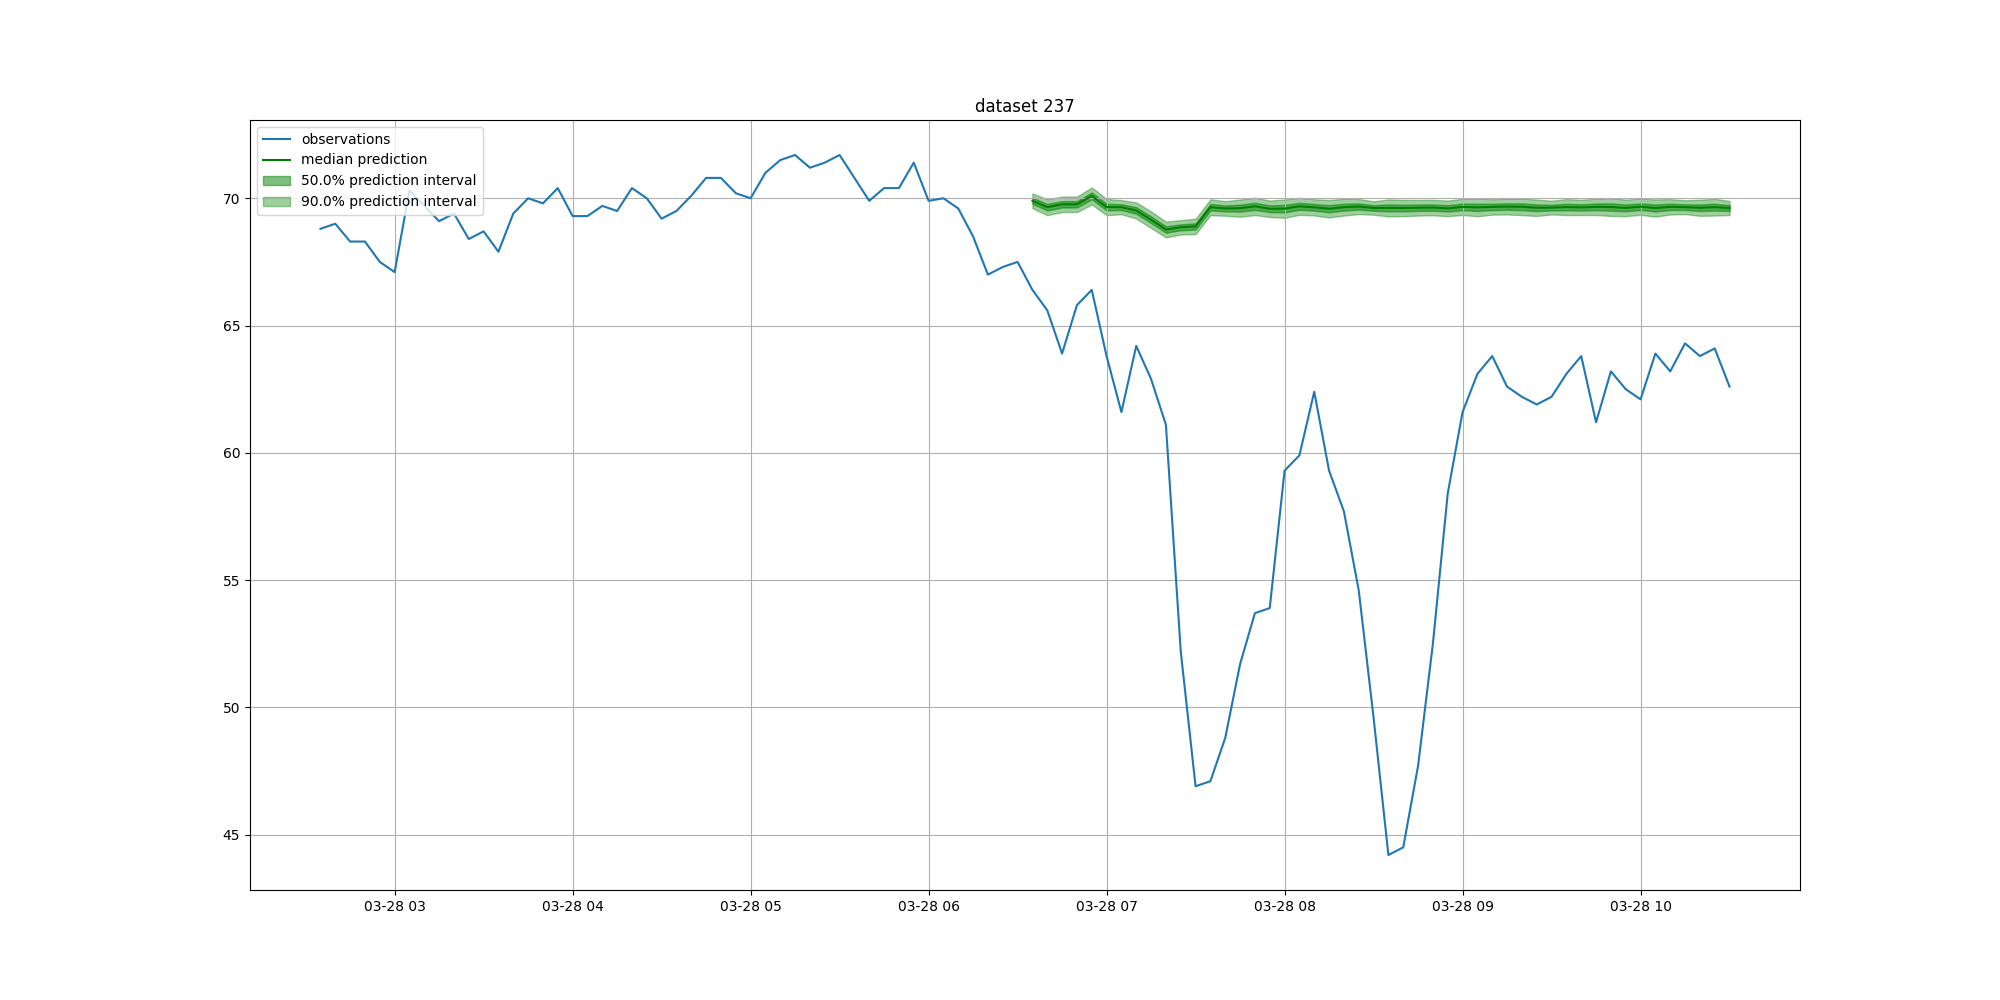 dataset 237
observations
median prediction
50.0% prediction interval
90.0% prediction interval
70
65
60
55
50
45
03-28 03
03-28 04
03-28 05
03-28 06
03-28 07
03-28 08
03-28 09
03-28 10